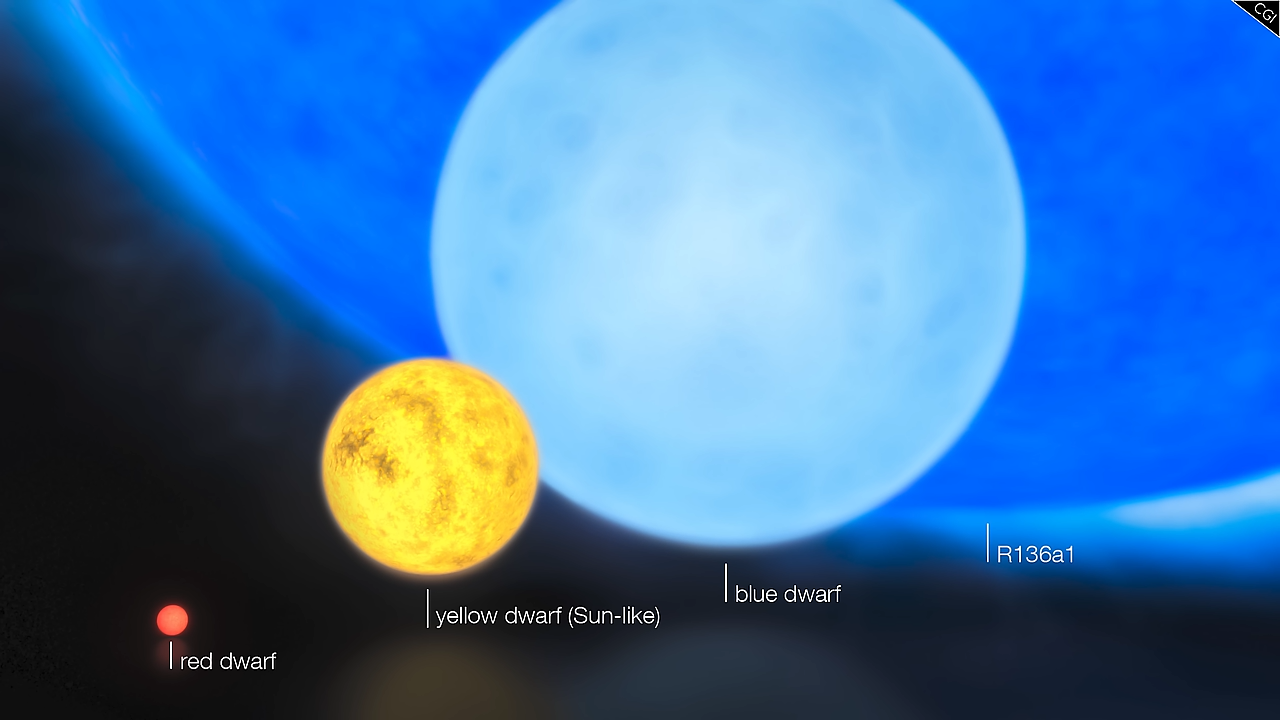 CGI
R136a1
blue dwarf
yellow dwarf (Sun-like)
red dwarf